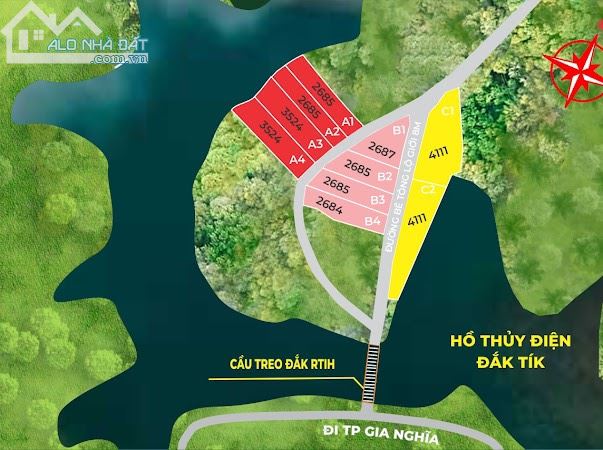 ALO NHÀ ĐẤT
.com.vn
2685
A1
2685
A2
3524
A3
3524
A4
B1
2687
2685
B2
2685
B3
2684
B4
C1
4111
C2
4111
ĐƯỜNG BÊ TÔNG LỘ GIỚI 8M
HỒ THỦY ĐIỆN
ĐẮK TÍK
CẦU TREO ĐẮK RTIH
ĐI TP GIA NGHĨA